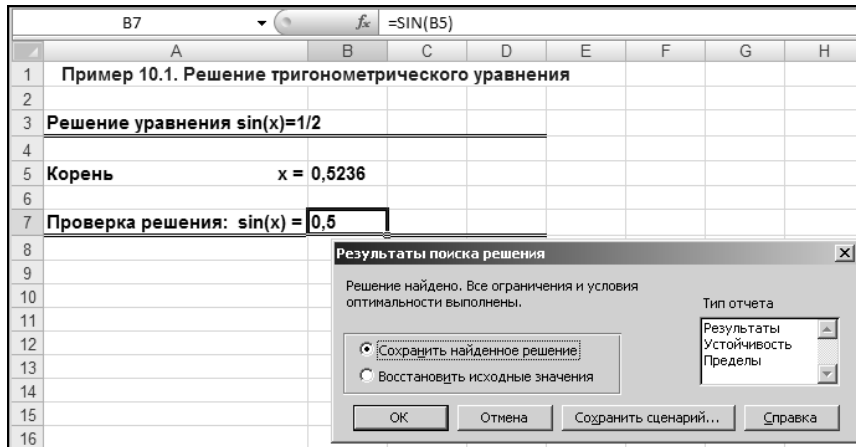 B7 fx =SIN(B5)
A B C D E F G H
1 Пример 10.1. Решение тригонометрического уравнения
2
3 Решение уравнения sin(x)=1/2
4
5 Корень x = 0,5236
6
7 Проверка решения: sin(x) = 0,5
8
9
10
11
12
13
14
15
16
Результаты поиска решения
Решение найдено. Все ограничения и условия
оптимальности выполнены.
Тип отчета
Результаты
Устойчивость
Пределы
Сохранить найденное решение
Восстановить исходные значения
ОК Отмена Сохранить сценарий... Справка